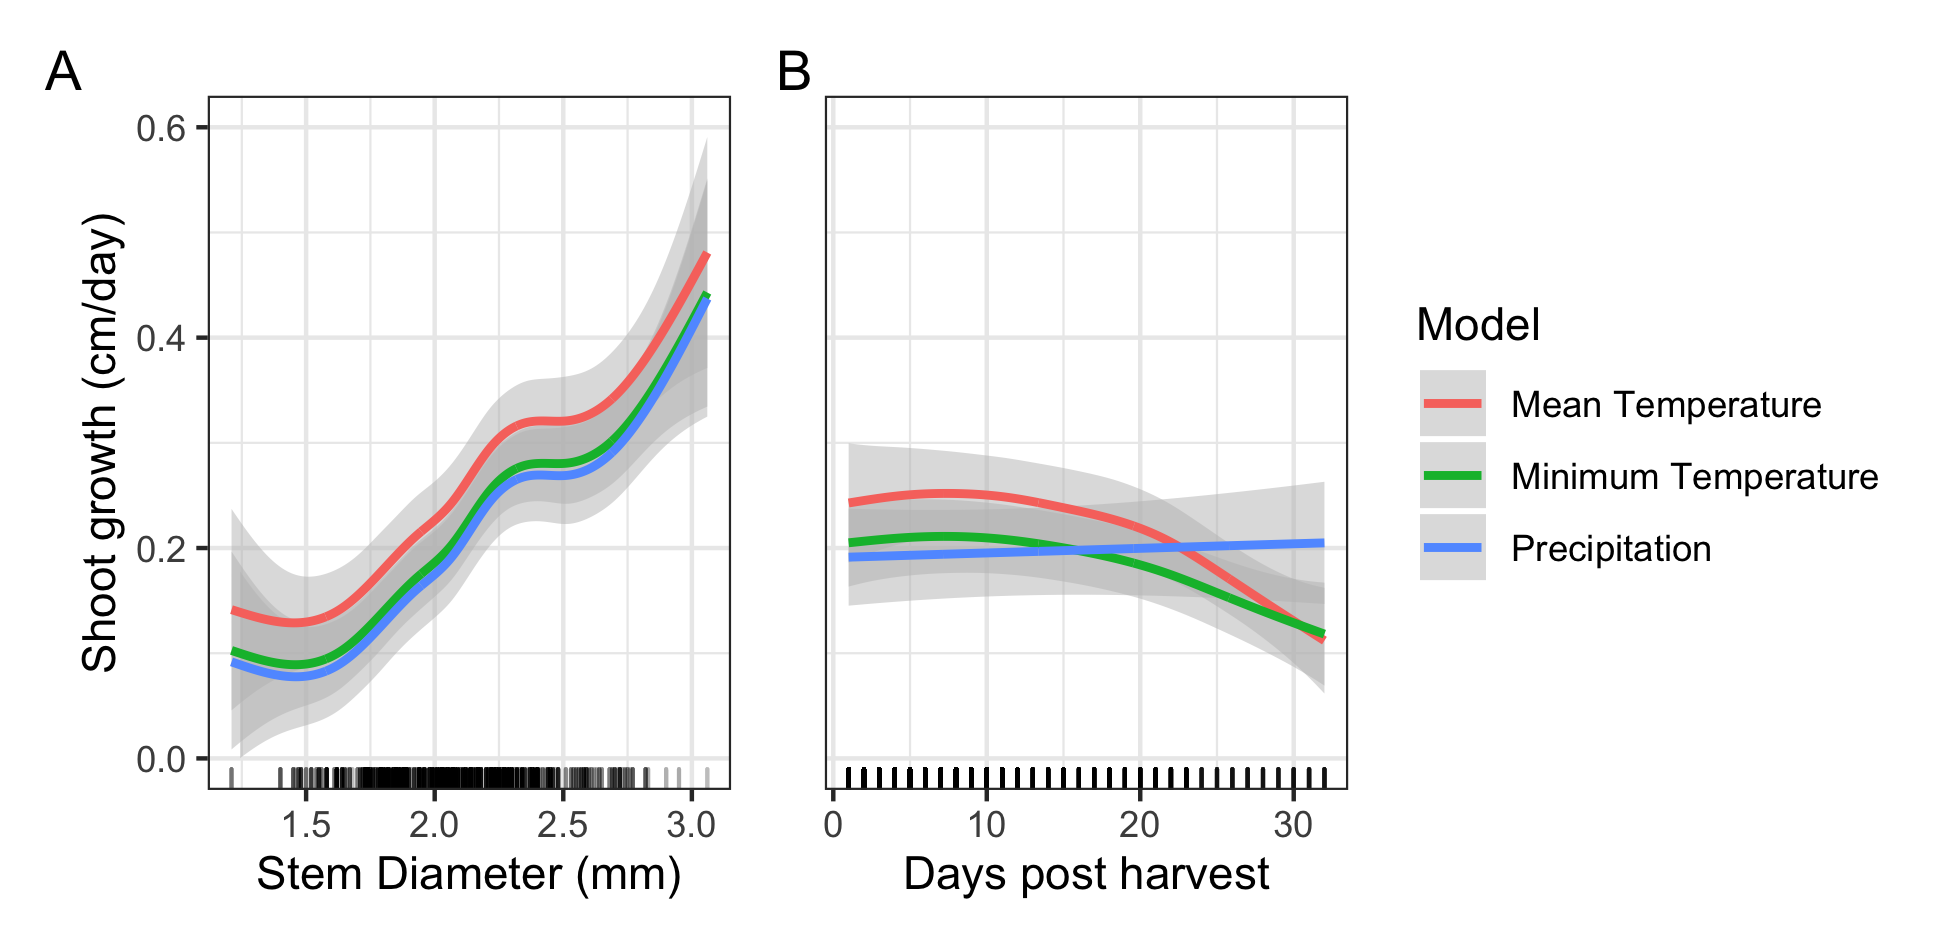 A
B
0.6
0.4
0.2
0.0
Shoot growth (cm/day)
1.5 2.0 2.5 3.0
Stem Diameter (mm)
0 10 20 30
Days post harvest
Model
Mean Temperature
Minimum Temperature
Precipitation